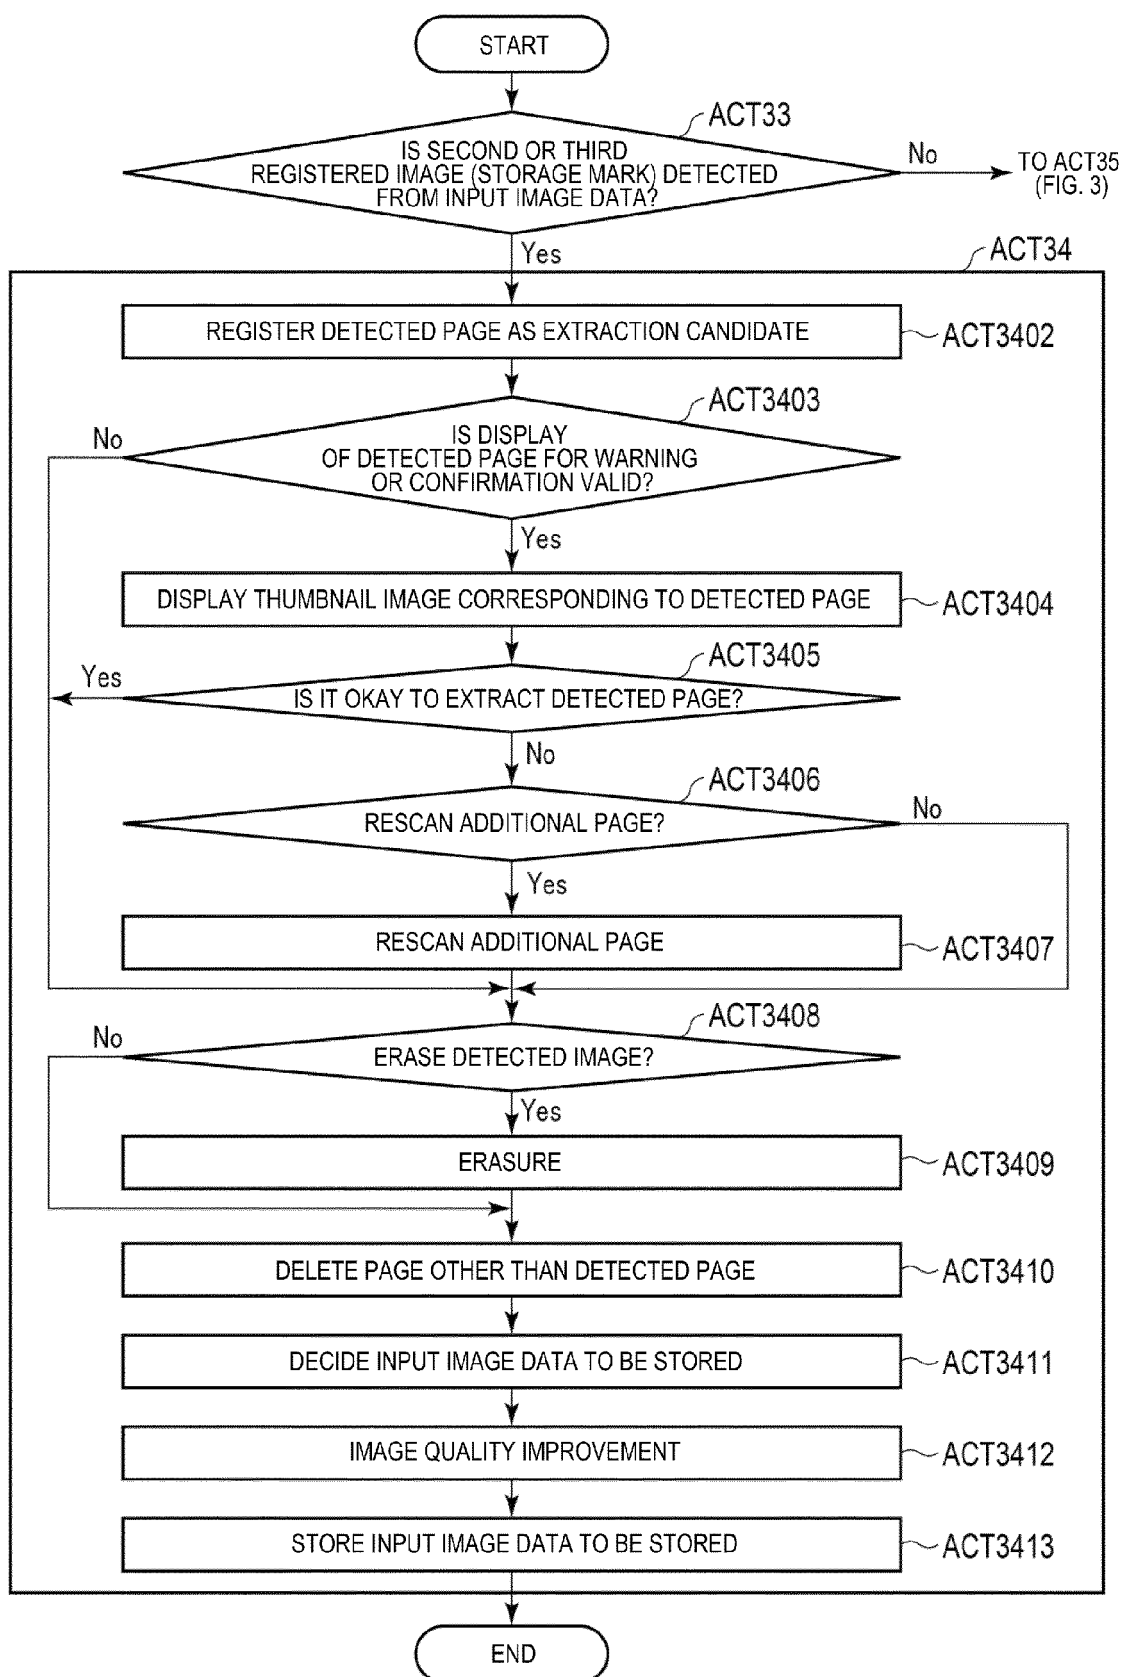 START
ACT33
IS SECOND OR THIRD
REGISTERED IMAGE (STORAGE MARK) DETECTED
FROM INPUT IMAGE DATA?
No
TO ACT35
(FIG. 3)
Yes
ACT34
REGISTER DETECTED PAGE AS EXTRACTION CANDIDATE
ACT3402
ACT3403
No
IS DISPLAY
OF DETECTED PAGE FOR WARNING
OR CONFIRMATION VALID?
Yes
DISPLAY THUMBNAIL IMAGE CORRESPONDING TO DETECTED PAGE
ACT3404
ACT3405
Yes
IS IT OKAY TO EXTRACT DETECTED PAGE?
No
ACT3406
RESCAN ADDITIONAL PAGE?
No
Yes
RESCAN ADDITIONAL PAGE
ACT3407
ACT3408
No
ERASE DETECTED IMAGE?
Yes
ERASURE
ACT3409
DELETE PAGE OTHER THAN DETECTED PAGE
ACT3410
DECIDE INPUT IMAGE DATA TO BE STORED
ACT3411
IMAGE QUALITY IMPROVEMENT
ACT3412
STORE INPUT IMAGE DATA TO BE STORED
ACT3413
END